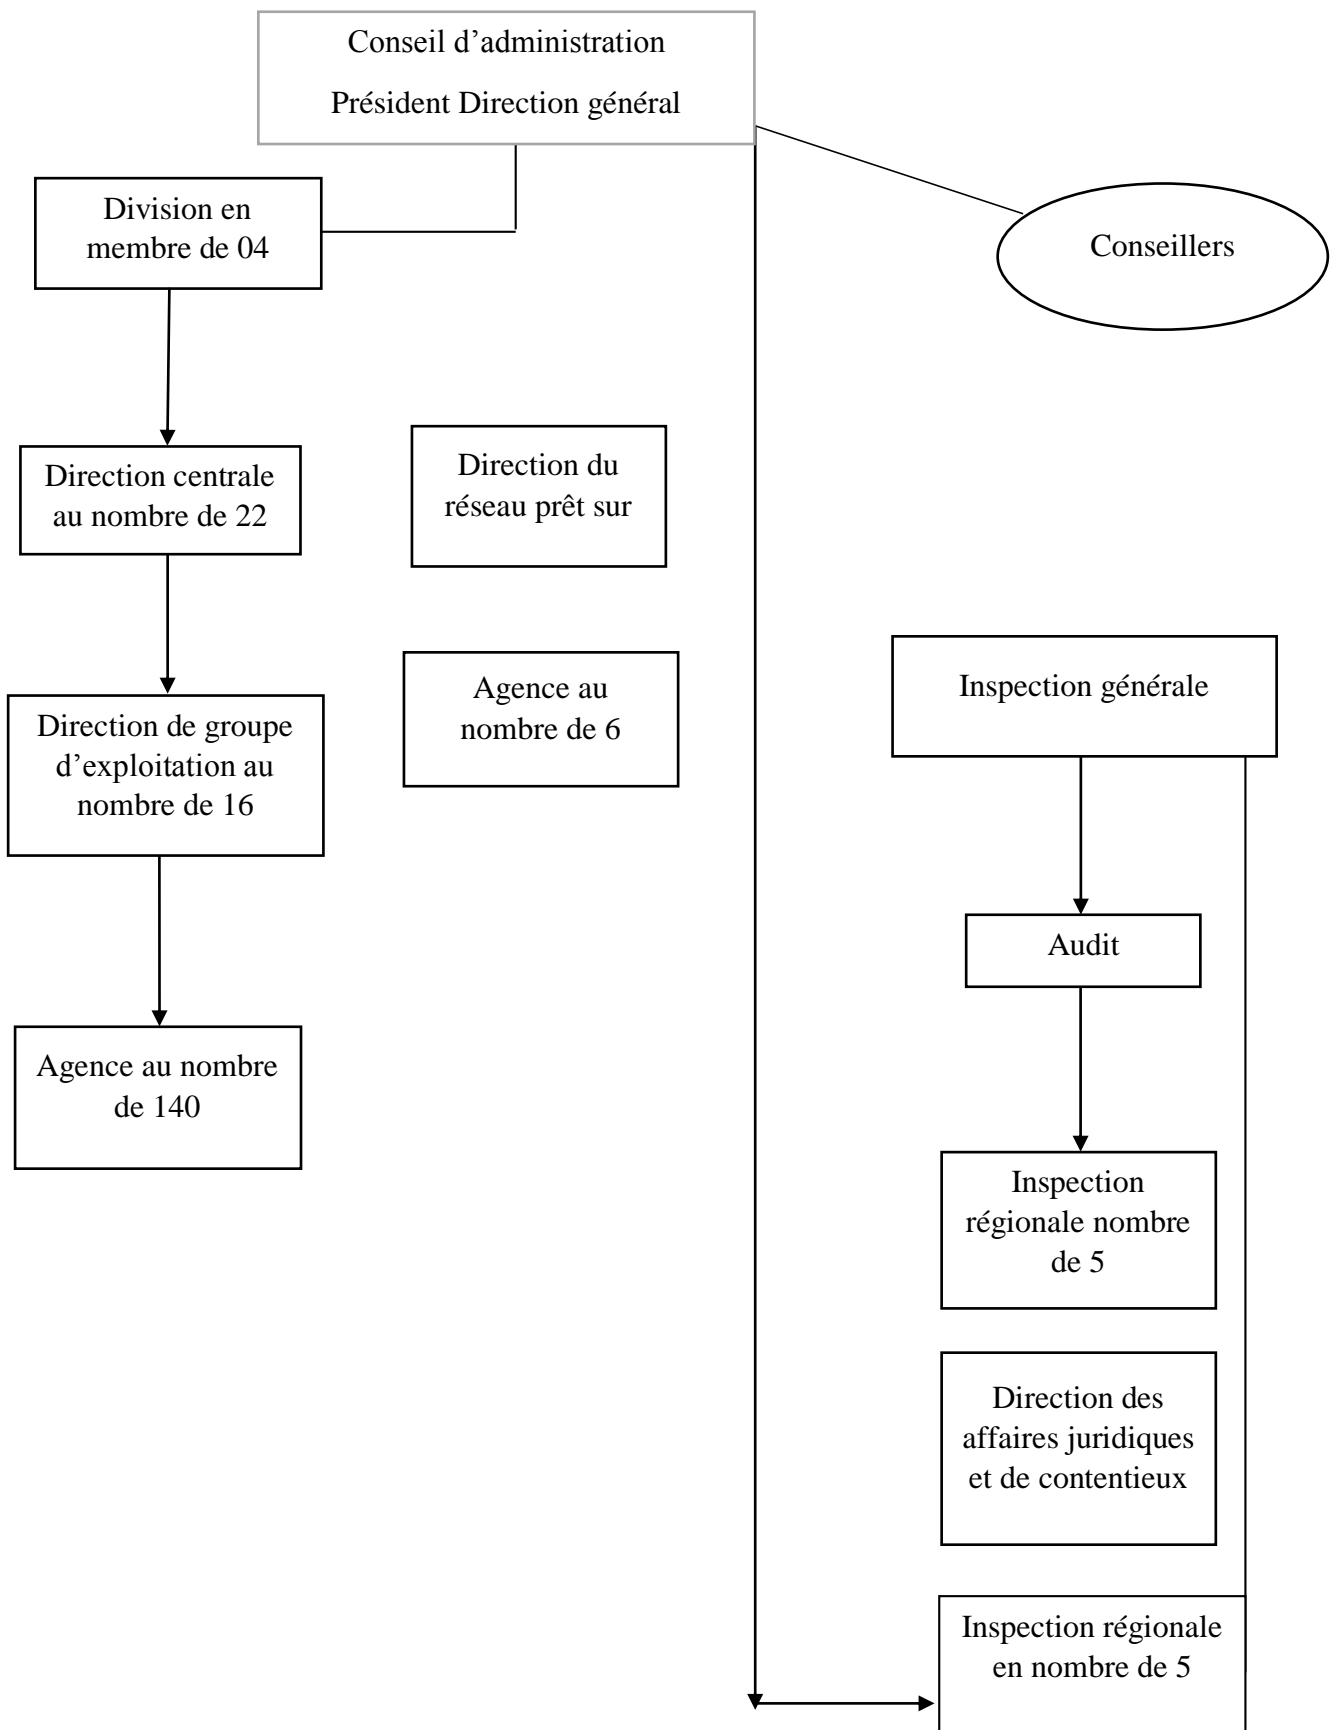 Conseil d’administration
Président Direction général
Division en
membre de 04
Conseillers
Direction centrale
au nombre de 22
Direction du
réseau prêt sur
Direction de groupe
d’exploitation au
nombre de 16
Agence au
nombre de 6
Inspection générale
Audit
Agence au nombre
de 140
Inspection
régionale nombre
de 5
Direction des
affaires juridiques
et de contentieux
Inspection régionale
en nombre de 5